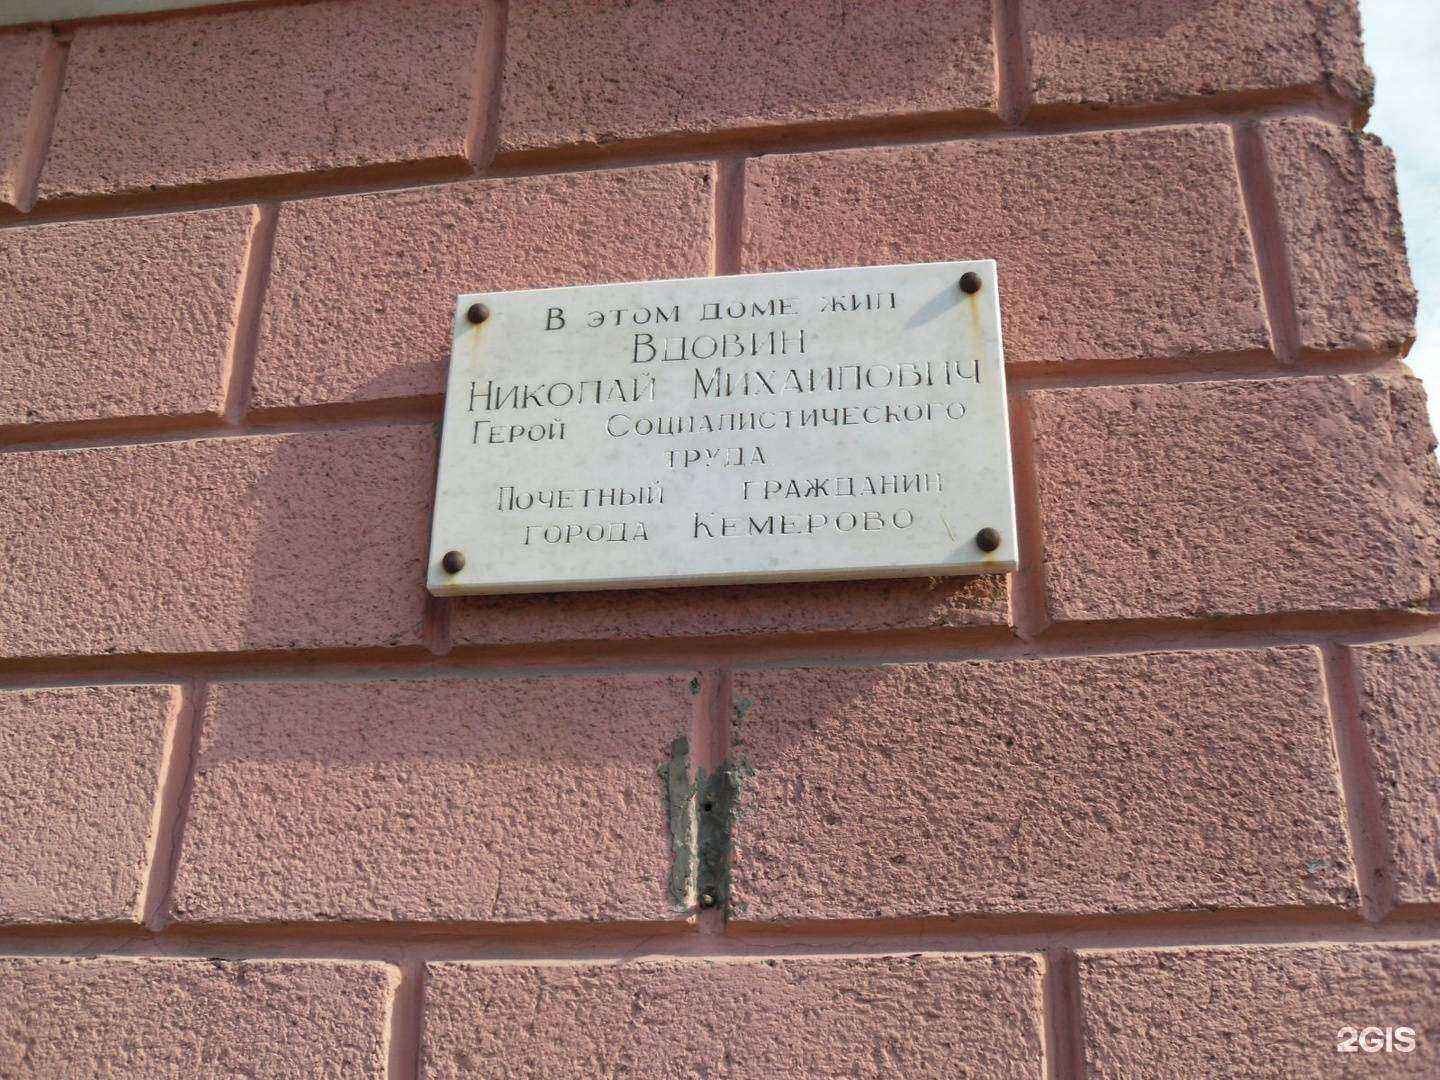 В этом доме жил
Вдовин
Николай Михайлович
Герой Социалистического
труда
Почетный гражданин
города Кемерово
2GIS